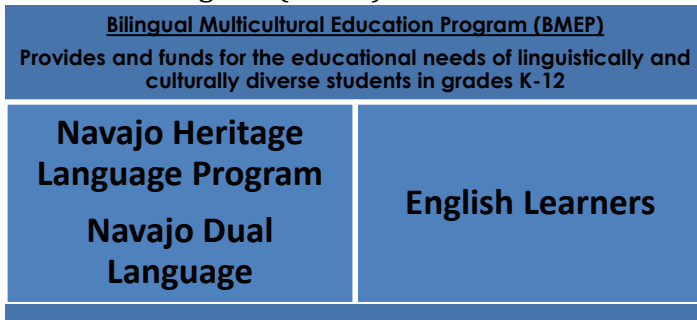 Bilingual Multicultural Education Program (BMEP)
Provides and funds for the educational needs of linguistically and
culturally diverse students in grades K-12
Navajo Heritage
Language Program
Navajo Dual
Language
English Learners